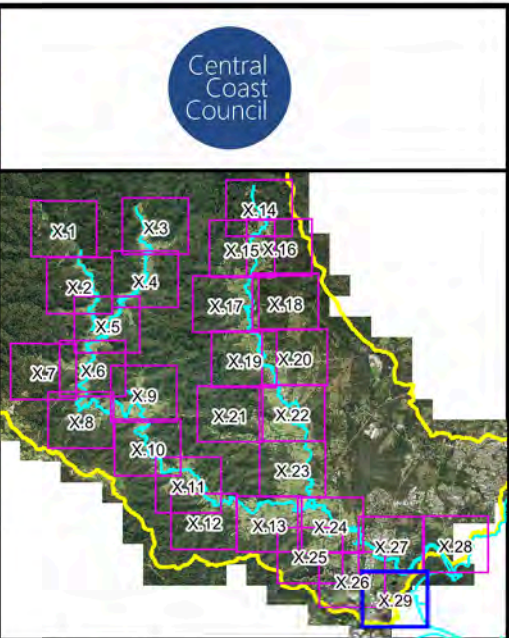 Central
Coast
Council
X.14
X.1
X.3
X.15
X.16
X.2
X.4
X.17
X.18
X.5
X.19
X.20
X.7
X.6
X.9
X.21
X.22
X.8
X.10
X.23
X.11
X.12
X.13
X.24
X.27
X.28
X.25
X.26
X.29